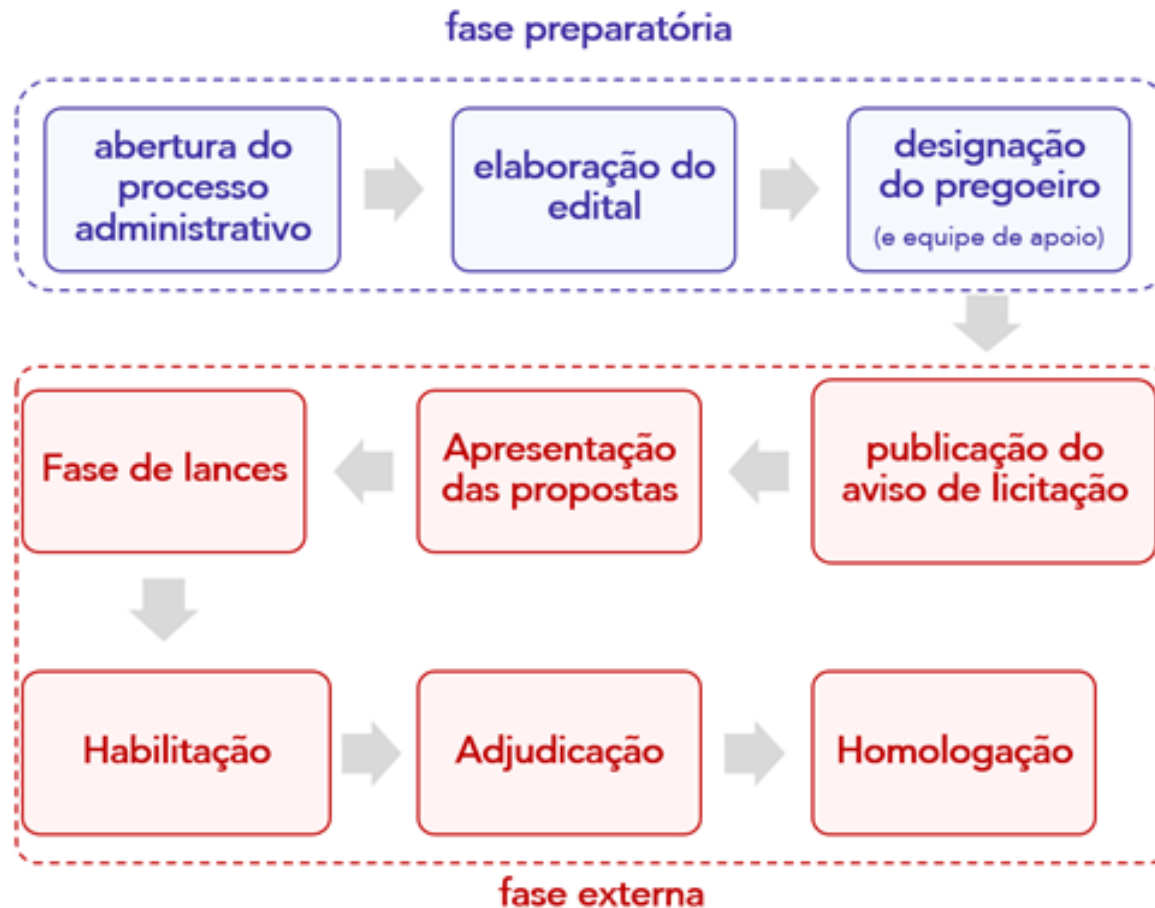 fase preparatória
abertura do
processo
administrativo
elaboração do
edital
designação
do pregoeiro
(e equipe de apoio)
publicação do
aviso de licitação
Apresentação
das propostas
Fase de lances
Habilitação
Adjudicação
Homologação
fase externa